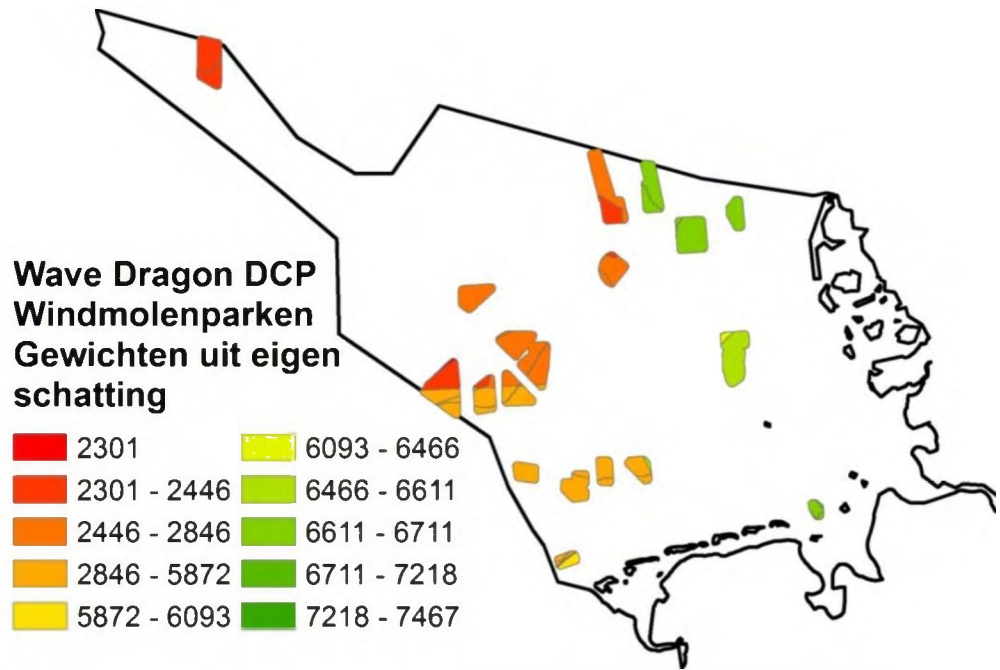 Wave Dragon DCP
Windmolenparken
Gewichten uit eigen
schatting
2301
2301 - 2446
2446 - 2846
2846 - 5872
5872 - 6093
6093 - 6466
6466 - 6611
6611 - 6711
6711 - 7218
7218 - 7467